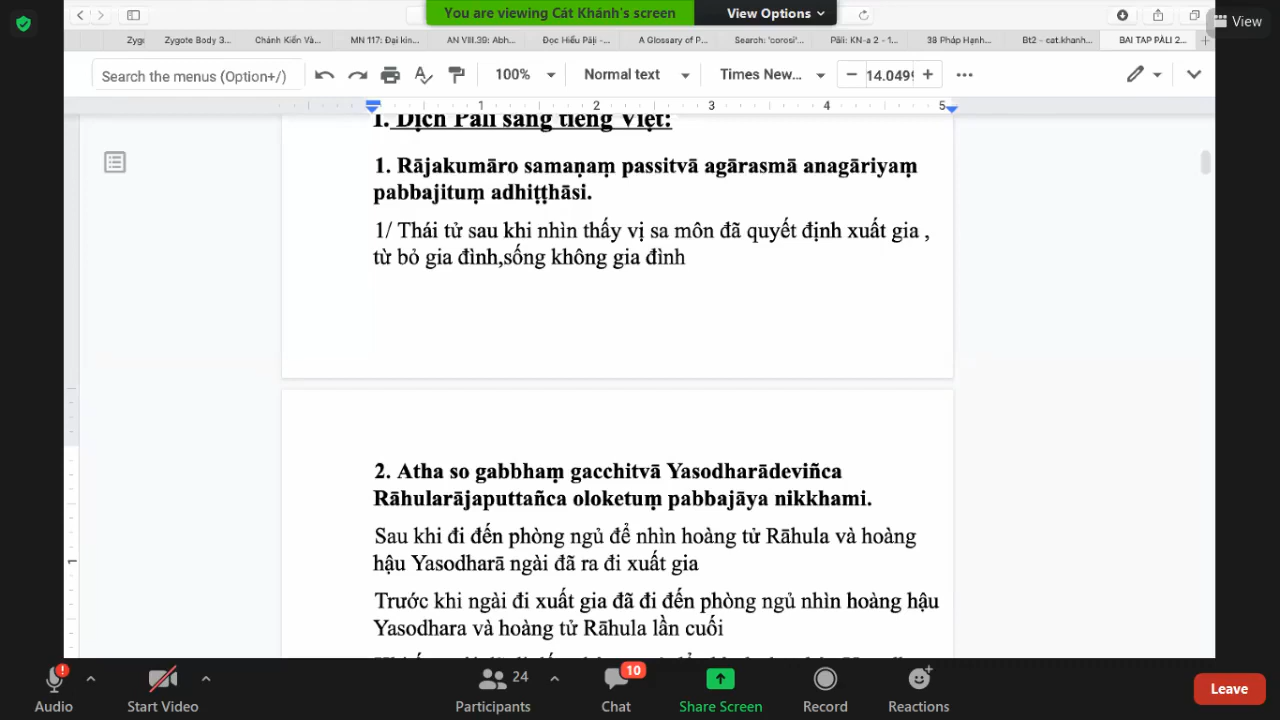 You are viewing Cát Khánh's screen
View Options
View
Zygo
Zygote Body 3...
Chánh Kiến Và...
MN 117: Đại kin...
AN VIII.39: Abh...
Đọc Hiểu Pāḷi -...
A Glossary of P...
Search: 'corosi'...
Pāli: KN-a 2 - 1...
38 Pháp Hạnh...
Bt2 – cat.khanh...
BAI TAP PALI 2...
Search the menus (Option+/)
100%
Normal text
Times New...
14.049
1 2 3 4 5
I. Dịch Pāli sang tiếng Việt:
1. Rājakumāro samaṇaṃ passitvā agārasmā anagāriyaṃ
pabbajituṃ adhiṭṭhāsi.
1/ Thái tử sau khi nhìn thấy vị sa môn đã quyết định xuất gia ,
từ bỏ gia đình,sống không gia đình
2. Atha so gabbhaṃ gacchitvā Yasodharādeviñca
Rāhularājaputtañca oloketuṃ pabbajāya nikkhami.
Sau khi đi đến phòng ngủ để nhìn hoàng tử Rāhula và hoàng
hậu Yasodharā ngài đã ra đi xuất gia
Trước khi ngài đi xuất gia đã đi đến phòng ngủ nhìn hoàng hậu
Yasodhara và hoàng tử Rāhula lần cuối
1
24
10
Audio
Start Video
Participants
Chat
Share Screen
Record
Reactions
Leave